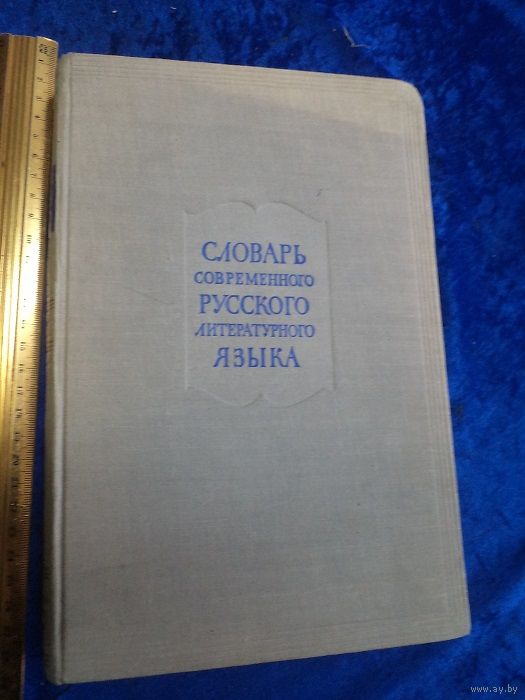 СЛОВАРЬ
СОВРЕМЕННОГО
РУССКОГО
ЛИТЕРАТУРНОГО
ЯЗЫКА
www.ay.by